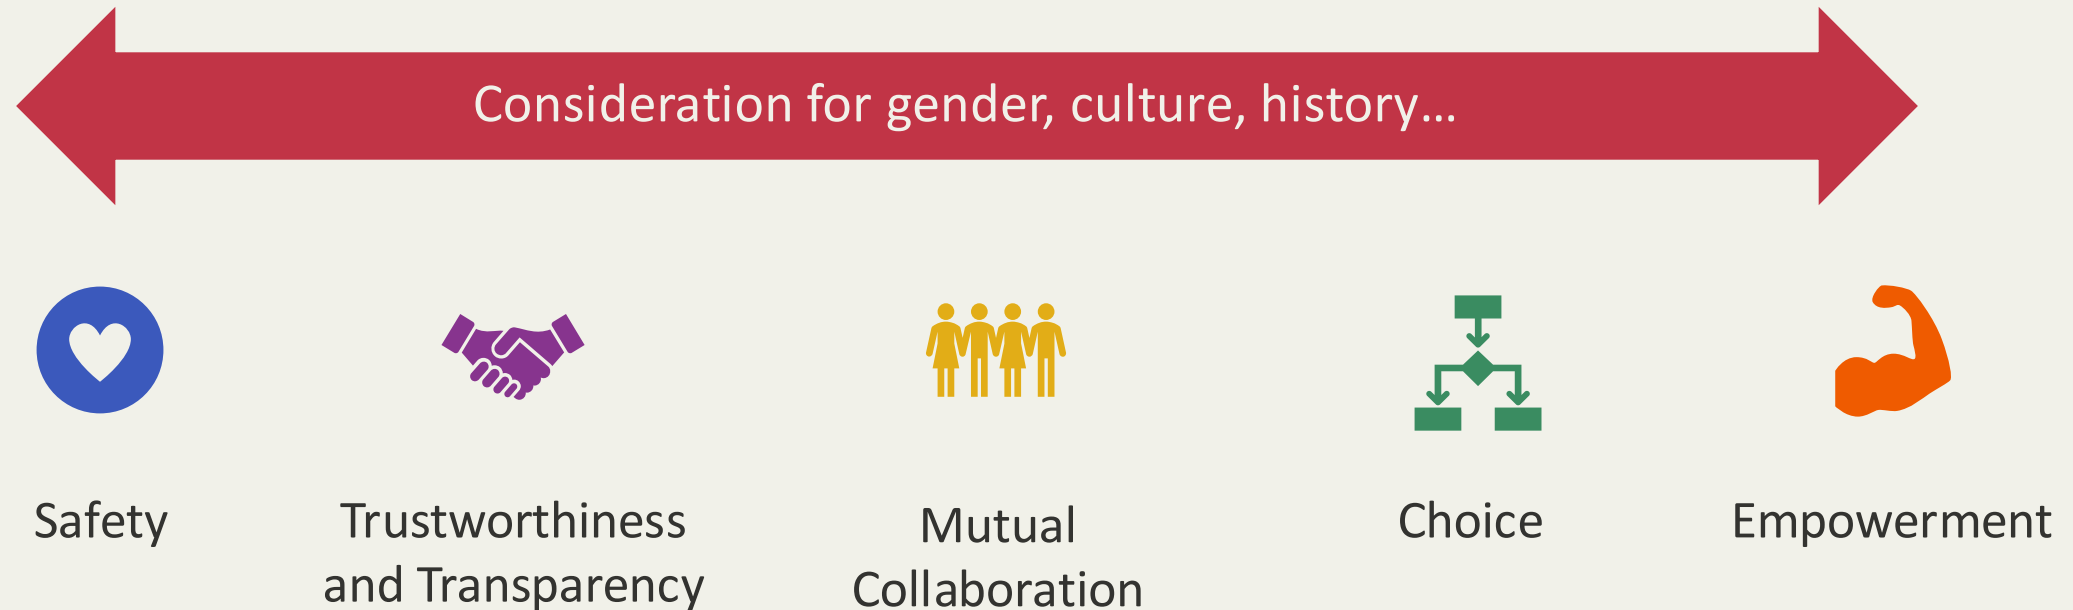 Consideration for gender, culture, history…
Safety
Trustworthiness
and Transparency
Mutual
Collaboration
Choice
Empowerment